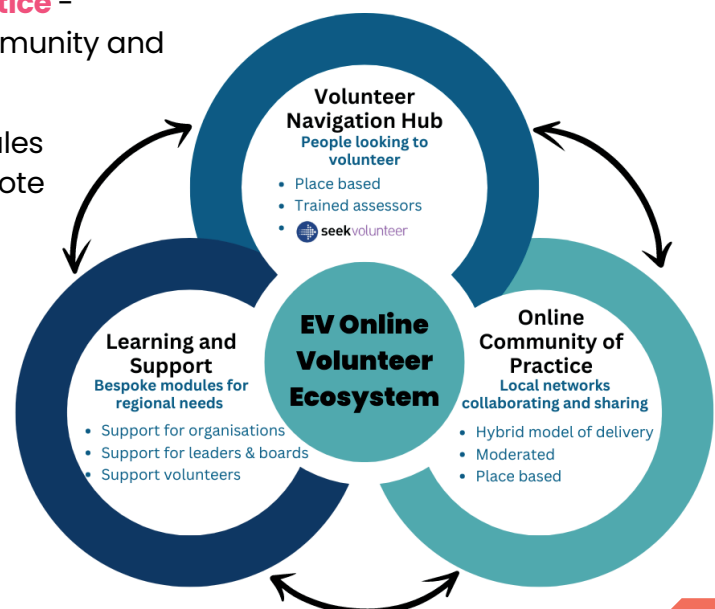 tice -
munity and
les
ote
Volunteer
Navigation Hub
People looking to
volunteer
• Place based
• Trained assessors
• seekvolunteer
EV Online
Volunteer
Ecosystem
Learning and
Support
Bespoke modules for
regional needs
• Support for organisations
• Support for leaders & boards
• Support volunteers
Online
Community of
Practice
Local networks
collaborating and sharing
• Hybrid model of delivery
• Moderated
• Place based